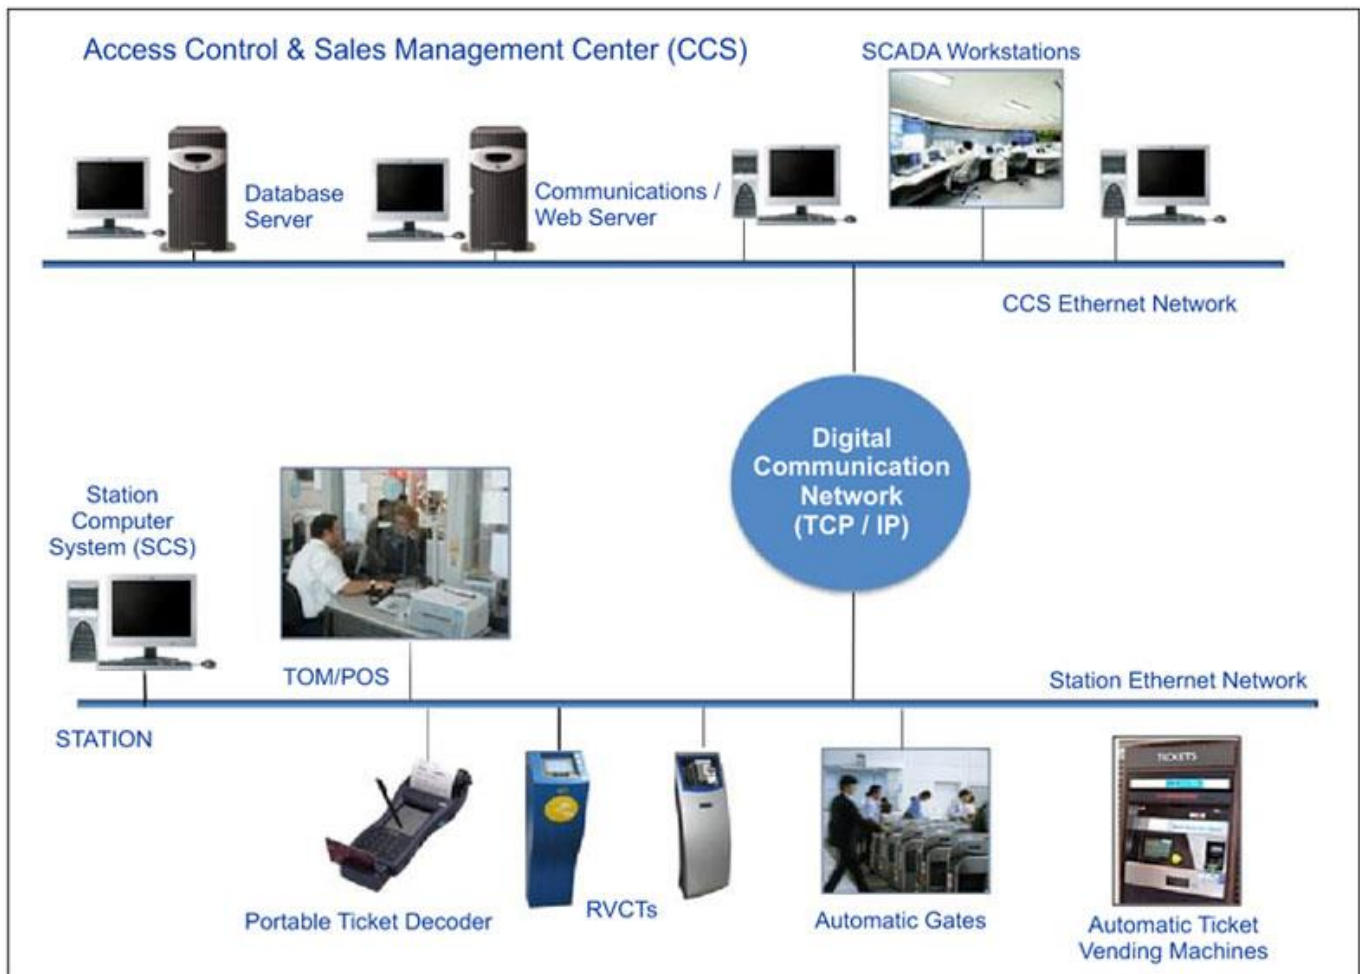 Access Control & Sales Management Center (CCS)
SCADA Workstations
Database
Server
Communications /
Web Server
CCS Ethernet Network
Digital
Communication
Network
(TCP / IP)
Station
Computer
System (SCS)
TOM/POS
Station Ethernet Network
STATION
TICKETS
Portable Ticket Decoder
RVCTs
Automatic Gates
Automatic Ticket
Vending Machines